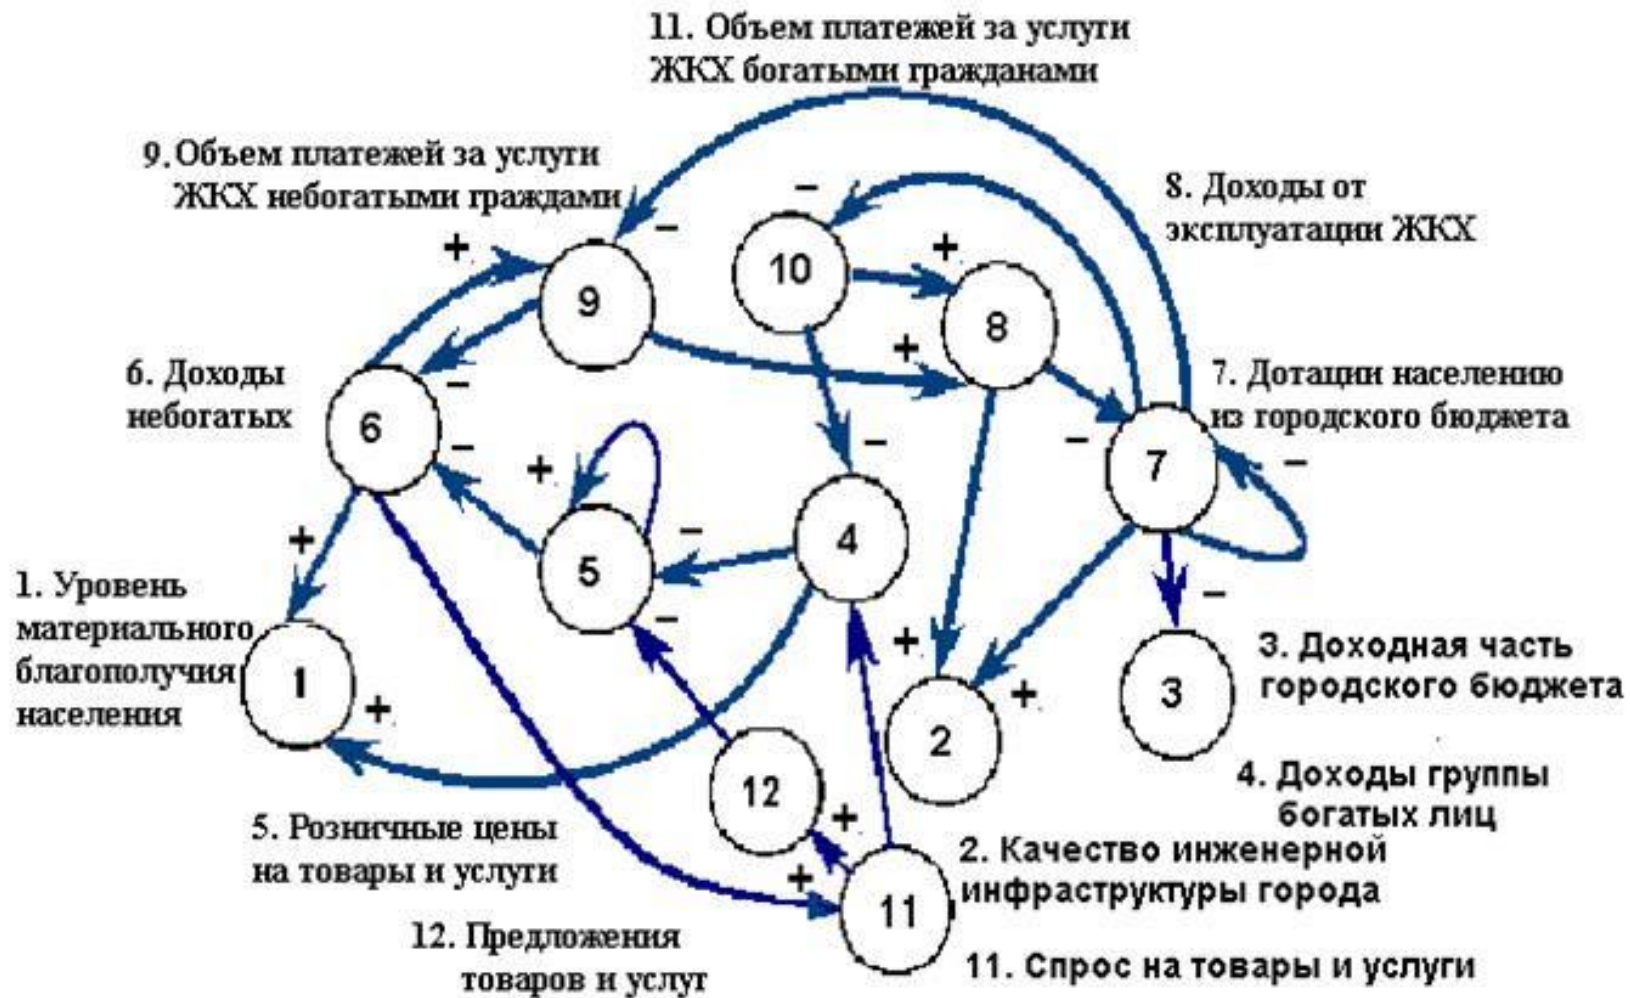 11. Объем платежей за услуги
ЖКХ богатыми гражданами
9. Объем платежей за услуги
ЖКХ небогатыми граждами
8. Доходы от
эксплуатации ЖКХ
+
−
−
+
10
9
8
+
6. Доходы
небогатых
−
7. Дотации населению
из городского бюджета
6
−
+
−
−
7
−
+
−
5
4
1. Уровень
материального
благополучия
населения
−
−
+
+
3. Доходная часть
городского бюджета
1
+
2
3
12
4. Доходы группы
богатых лиц
5. Розничные цены
на товары и услуги
+
+
2. Качество инженерной
инфраструктуры города
11
12. Предложения
товаров и услуг
11. Спрос на товары и услуги